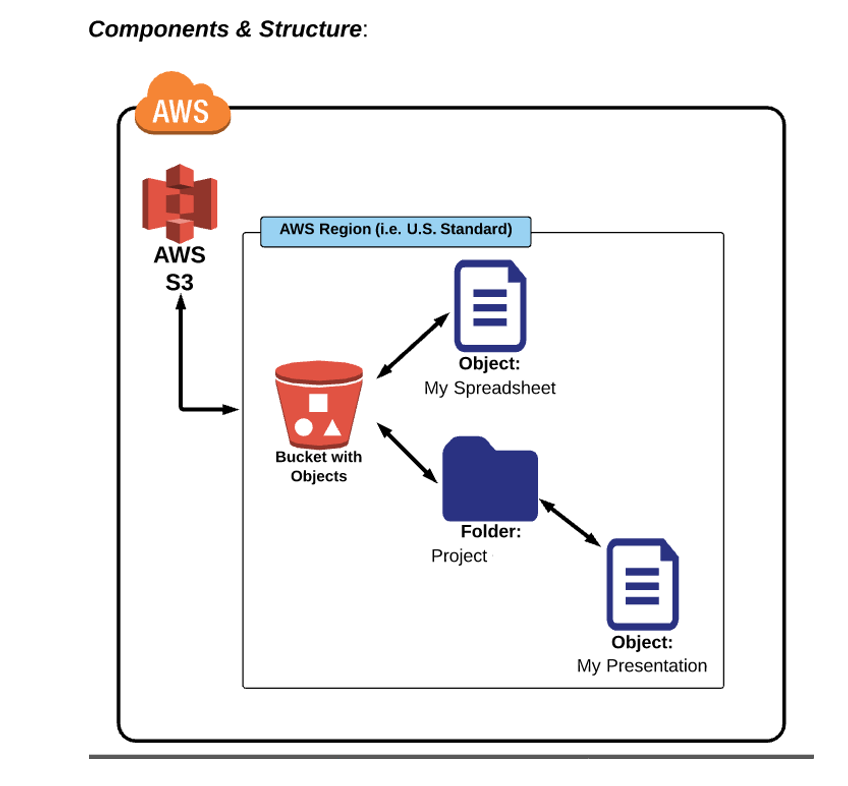 Components & Structure:
AWS
AWS
S3
AWS Region (i.e. U.S. Standard)
Object:
My Spreadsheet
Bucket with
Objects
Folder:
Project
Object:
My Presentation